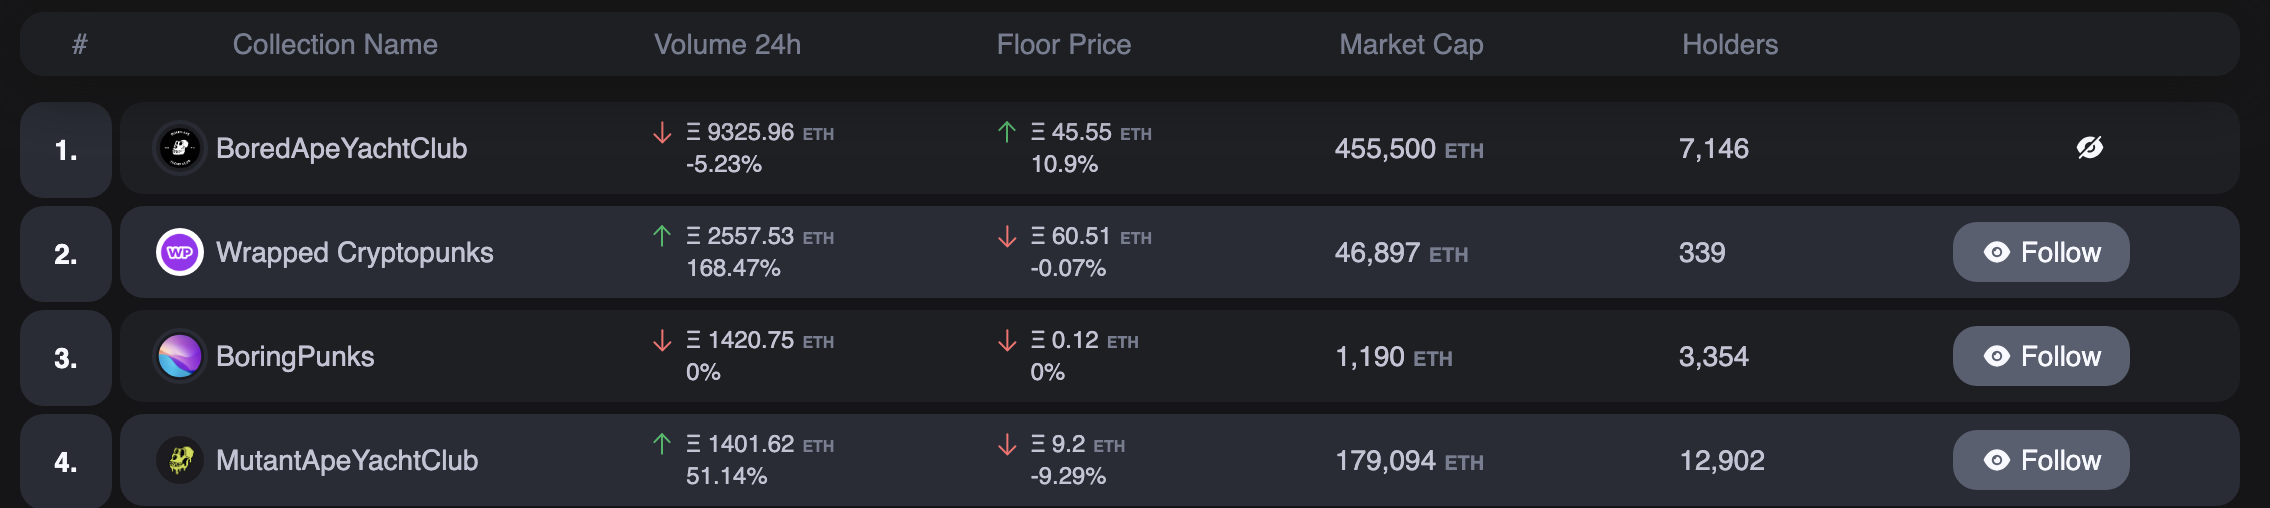 # Collection Name Volume 24h Floor Price Market Cap Holders
1. BoredApeYachtClub Ξ 9325.96 ETH Ξ 45.55 ETH 455,500 ETH 7,146
-5.23% 10.9%
2. WP Wrapped Cryptopunks Ξ 2557.53 ETH Ξ 60.51 ETH 46,897 ETH 339 Follow
168.47% -0.07%
3. BoringPunks Ξ 1420.75 ETH Ξ 0.12 ETH 1,190 ETH 3,354 Follow
0% 0%
4. MutantApeYachtClub Ξ 1401.62 ETH Ξ 9.2 ETH 179,094 ETH 12,902 Follow
51.14% -9.29%